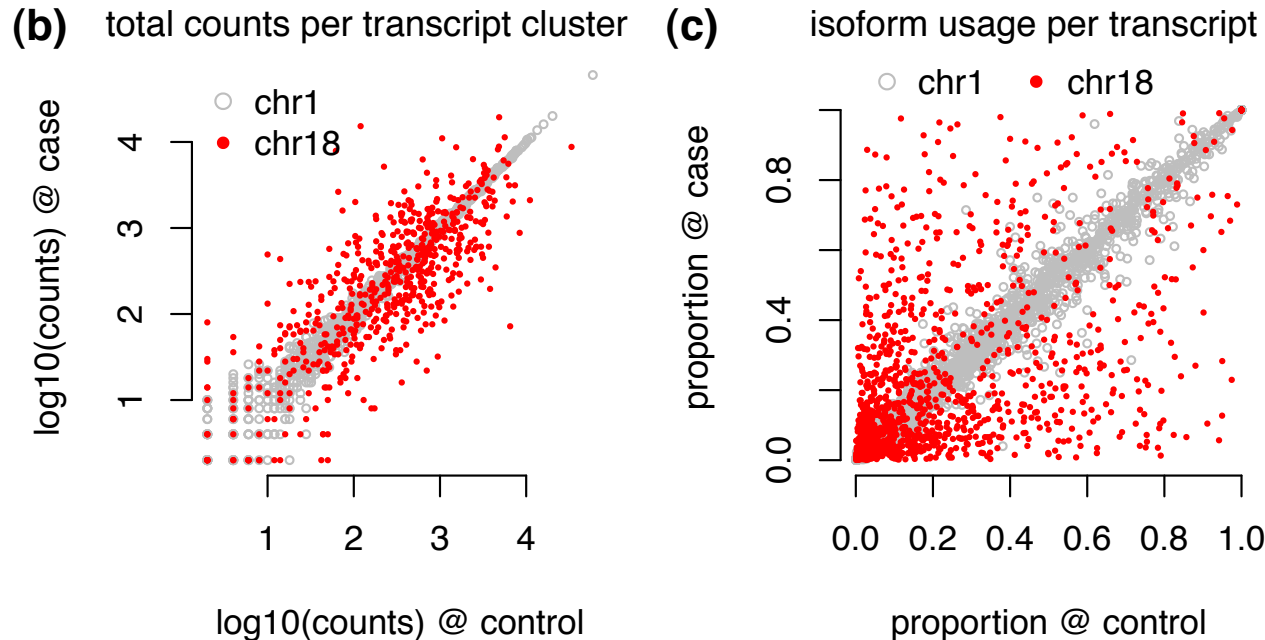 (b) total counts per transcript cluster
chr1
chr18
log10(counts) @ case
4
3
2
1
1 2 3 4
log10(counts) @ control
(c) isoform usage per transcript
chr1 chr18
proportion @ case
0.8
0.4
0.0
0.0 0.2 0.4 0.6 0.8 1.0
proportion @ control